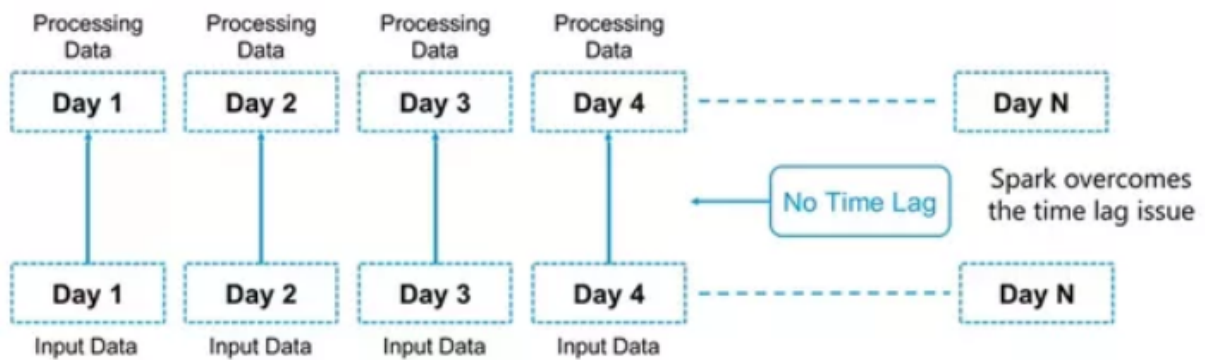 Processing
Data
Processing
Data
Processing
Data
Processing
Data
Day 1
Day 2
Day 3
Day 4
Day N
No Time Lag
Spark overcomes
the time lag issue
Day 1
Day 2
Day 3
Day 4
Day N
Input Data
Input Data
Input Data
Input Data